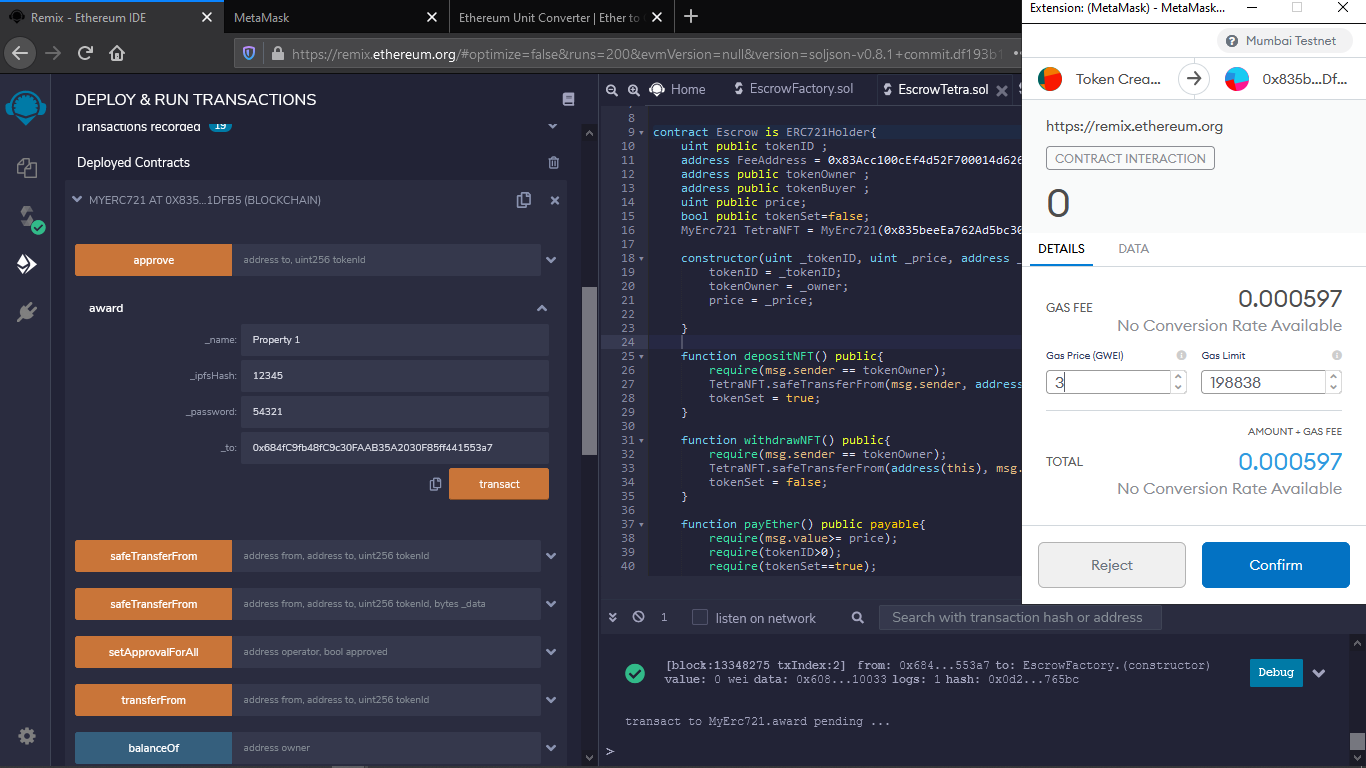 Remix - Ethereum IDE
MetaMask
Ethereum Unit Converter | Ether to
https://remix.ethereum.org/#optimize=false&runs=200&evmVersion=null&version=soljson-v0.8.1+commit.df193b1
DEPLOY & RUN TRANSACTIONS
Transactions recorded 19
Deployed Contracts
MYERC721 AT 0X835...1DFB5 (BLOCKCHAIN)
approve address to, uint256 tokenId
award
_name: Property 1
_ipfsHash: 12345
_password: 54321
_to: 0x684fC9fb48fC9c30FAAB35A2030F85ff441553a7
transact
safeTransferFrom address from, address to, uint256 tokenId
safeTransferFrom address from, address to, uint256 tokenId, bytes _data
setApprovalForAll address operator, bool approved
transferFrom address from, address to, uint256 tokenId
balanceOf address owner
Home
EscrowFactory.sol
EscrowTetra.sol
8
9 contract Escrow is ERC721Holder{
10 uint public tokenID ;
11 address FeeAddress = 0x83Acc100cEf4d52F700014d626
12 address public tokenOwner ;
13 address public tokenBuyer ;
14 uint public price;
15 bool public tokenSet=false;
16 MyErc721 TetraNFT = MyErc721(0x835beeEa762Ad5bc30
17
18 constructor(uint _tokenID, uint _price, address _
19 tokenID = _tokenID;
20 tokenOwner = _owner;
21 price = _price;
22
23 }
24
25 function depositNFT() public{
26 require(msg.sender == tokenOwner);
27 TetraNFT.safeTransferFrom(msg.sender, address
28 tokenSet = true;
29 }
30
31 function withdrawNFT() public{
32 require(msg.sender == tokenOwner);
33 TetraNFT.safeTransferFrom(address(this), msg.
34 tokenSet = false;
35 }
36
37 function payEther() public payable{
38 require(msg.value>= price);
39 require(tokenID>0);
40 require(tokenSet==true);
1 listen on network Search with transaction hash or address
[block:13348275 txIndex:2] from: 0x684...553a7 to: EscrowFactory.(constructor)
value: 0 wei data: 0x608...10033 logs: 1 hash: 0x0d2...765bc
Debug
transact to MyErc721.award pending ...
>
Extension: (MetaMask) - MetaMask...
Mumbai Testnet
Token Crea... 0x835b...Df...
https://remix.ethereum.org
CONTRACT INTERACTION
0
DETAILS DATA
GAS FEE 0.000597
No Conversion Rate Available
Gas Price (GWEI) Gas Limit
3 198838
AMOUNT + GAS FEE
TOTAL 0.000597
No Conversion Rate Available
Reject Confirm